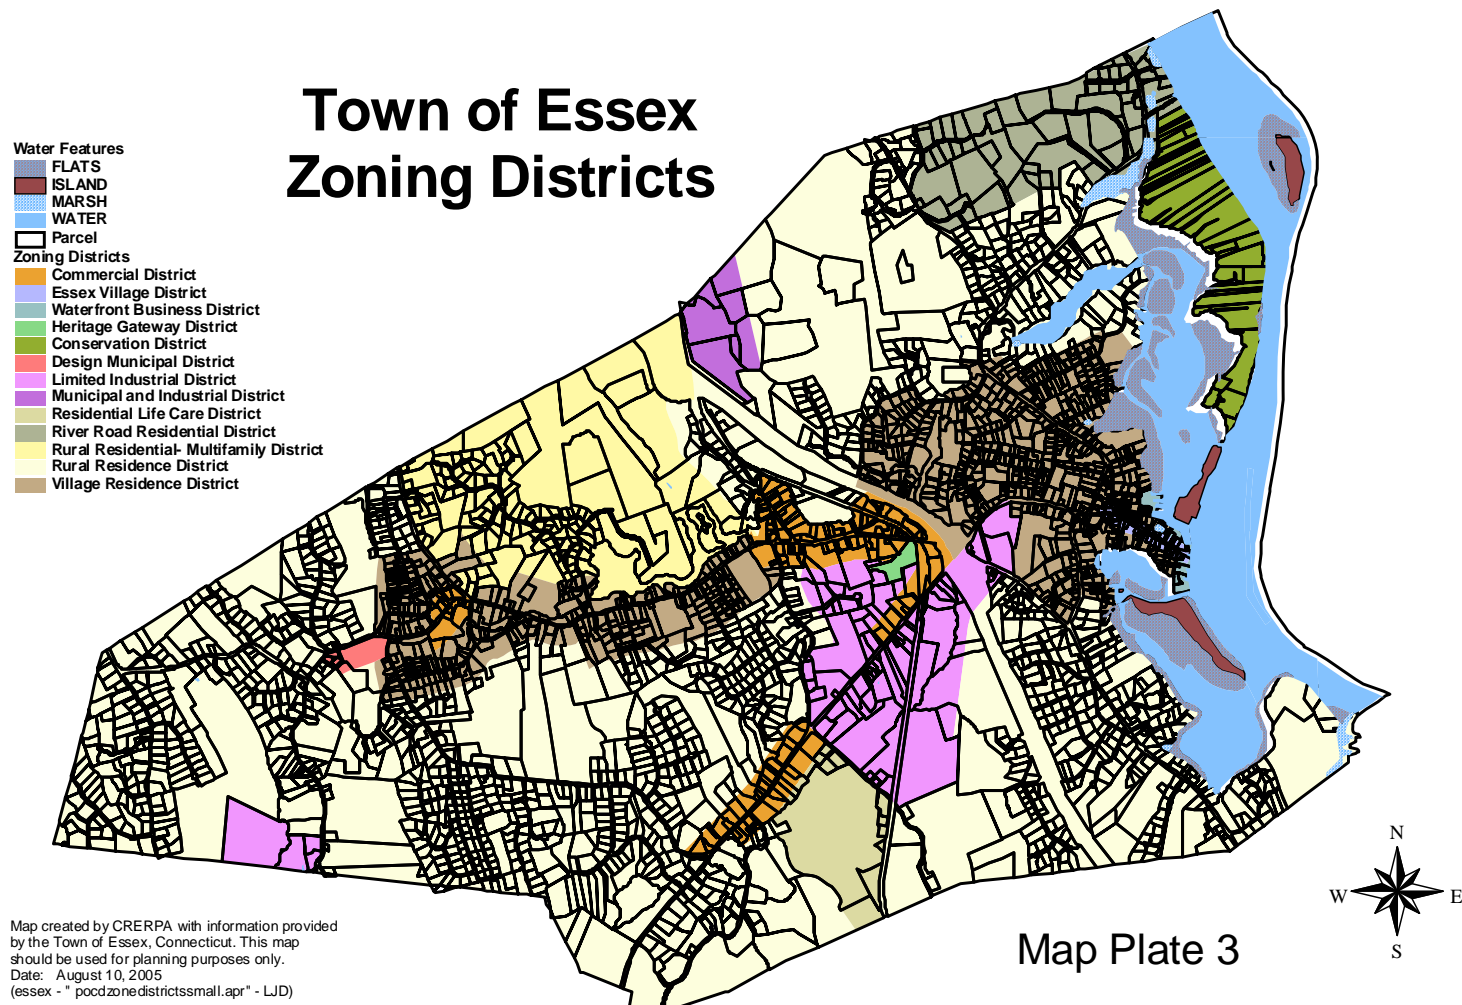 Town of Essex
Zoning Districts
Water Features
FLATS
ISLAND
MARSH
WATER
Parcel
Zoning Districts
Commercial District
Essex Village District
Waterfront Business District
Heritage Gateway District
Conservation District
Design Municipal District
Limited Industrial District
Municipal and Industrial District
Residential Life Care District
River Road Residential District
Rural Residential- Multifamily District
Rural Residence District
Village Residence District
Map created by CRERPA with information provided
by the Town of Essex, Connecticut. This map
should be used for planning purposes only.
Date: August 10, 2005
(essex - " pocdzonedistrictssmall.apr" - LJD)
Map Plate 3
N
W E
S